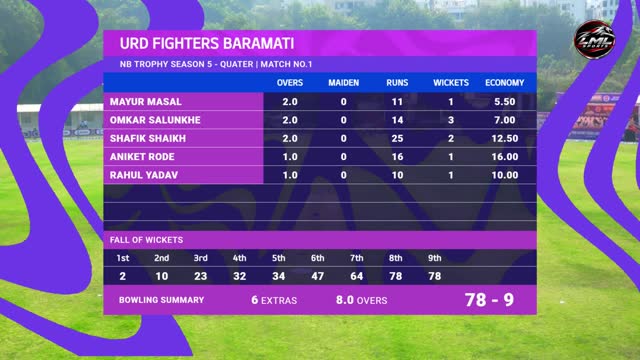 LML
SPORTS
URD FIGHTERS BARAMATI
NB TROPHY SEASON 5 - QUATER | MATCH NO.1
OVERS MAIDEN RUNS WICKETS ECONOMY
MAYUR MASAL 2.0 0 11 1 5.50
OMKAR SALUNKHE 2.0 0 14 3 7.00
SHAFIK SHAIKH 2.0 0 25 2 12.50
ANIKET RODE 1.0 0 16 1 16.00
RAHUL YADAV 1.0 0 10 1 10.00
FALL OF WICKETS
1st 2nd 3rd 4th 5th 6th 7th 8th 9th
2 10 23 32 34 47 64 78 78
BOWLING SUMMARY 6 EXTRAS 8.0 OVERS 78 - 9